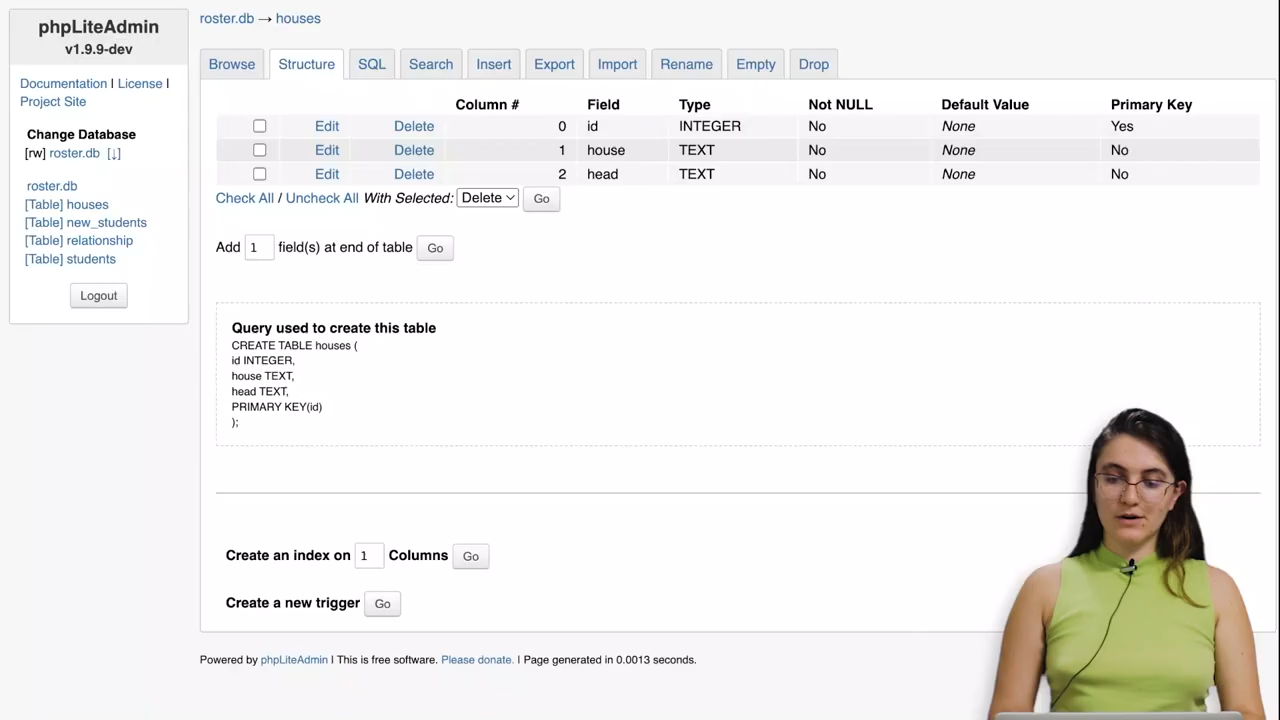 phpLiteAdmin
v1.9.9-dev
Documentation | License |
Project Site
Change Database
[rw] roster.db [↓]
roster.db
[Table] houses
[Table] new_students
[Table] relationship
[Table] students
Logout
roster.db → houses
Browse Structure SQL Search Insert Export Import Rename Empty Drop
Column # Field Type Not NULL Default Value Primary Key
Edit Delete 0 id INTEGER No None Yes
Edit Delete 1 house TEXT No None No
Edit Delete 2 head TEXT No None No
Check All / Uncheck All With Selected: Delete Go
Add 1 field(s) at end of table Go
Query used to create this table
CREATE TABLE houses (
id INTEGER,
house TEXT,
head TEXT,
PRIMARY KEY(id)
);
Create an index on 1 Columns Go
Create a new trigger Go
Powered by phpLiteAdmin | This is free software. Please donate. | Page generated in 0.0013 seconds.